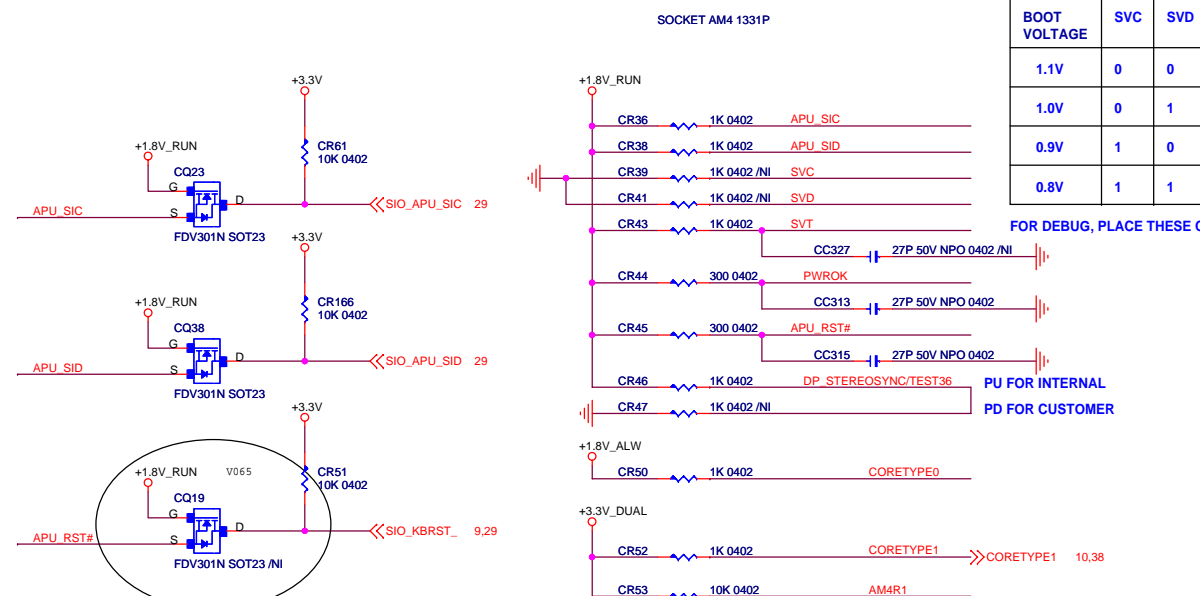 SOCKET AM4 1331P
BOOT VOLTAGE SVC SVD
1.1V 0 0
1.0V 0 1
0.9V 1 0
0.8V 1 1
FOR DEBUG, PLACE THESE
+3.3V
CR61
10K 0402
+1.8V_RUN
CQ23
G
D
S
APU_SIC
SIO_APU_SIC 29
FDV301N SOT23
+3.3V
CR166
10K 0402
+1.8V_RUN
CQ38
G
D
S
APU_SID
SIO_APU_SID 29
FDV301N SOT23
+3.3V
CR51
10K 0402
+1.8V_RUN V065
CQ19
G
D
S
APU_RST#
SIO_KBRST_ 9,29
FDV301N SOT23 /NI
+1.8V_RUN
CR36 1K 0402 APU_SIC
CR38 1K 0402 APU_SID
CR39 1K 0402 /NI SVC
CR41 1K 0402 /NI SVD
CR43 1K 0402 SVT
CC327 27P 50V NPO 0402 /NI
CR44 300 0402 PWROK
CC313 27P 50V NPO 0402
CR45 300 0402 APU_RST#
CC315 27P 50V NPO 0402
CR46 1K 0402 DP_STEREOSYNC/TEST36 PU FOR INTERNAL
CR47 1K 0402 /NI PD FOR CUSTOMER
+1.8V_ALW
CR50 1K 0402 CORETYPE0
+3.3V_DUAL
CR52 1K 0402 CORETYPE1 CORETYPE1 10,38
CR53 10K 0402 AM4R1